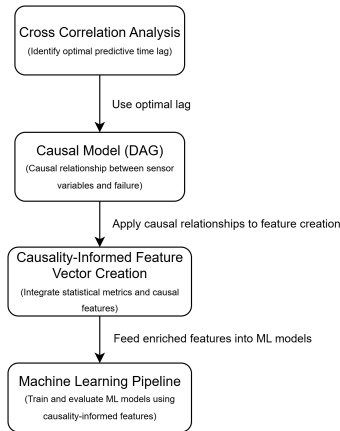 Cross Correlation Analysis
(Identify optimal predictive time lag)
Use optimal lag
Causal Model (DAG)
(Causal relationship between sensor
variables and failure)
Apply causal relationships to feature creation
Causality-Informed Feature
Vector Creation
(Integrate statistical metrics and causal
features)
Feed enriched features into ML models
Machine Learning Pipeline
(Train and evaluate ML models using
causality-informed features)